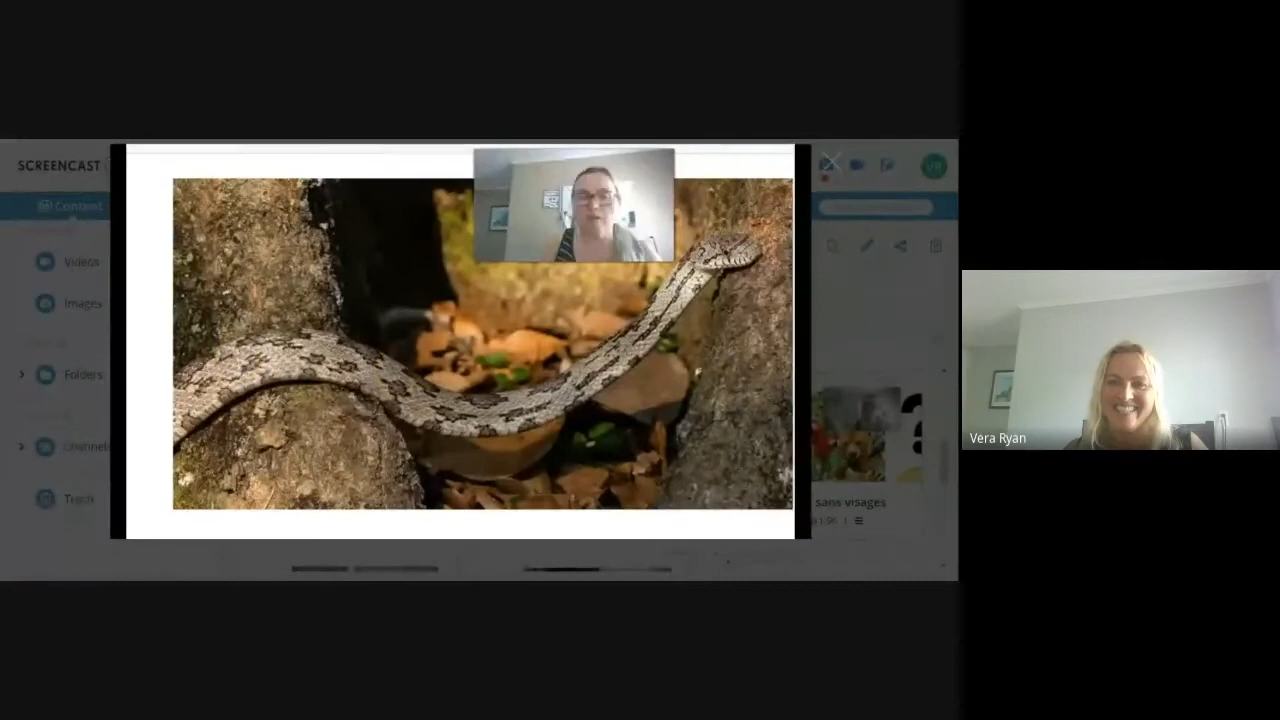 SCREENCAST
Content
Videos
Images
Folders
Channels
Trash
sans visages
Vera Ryan